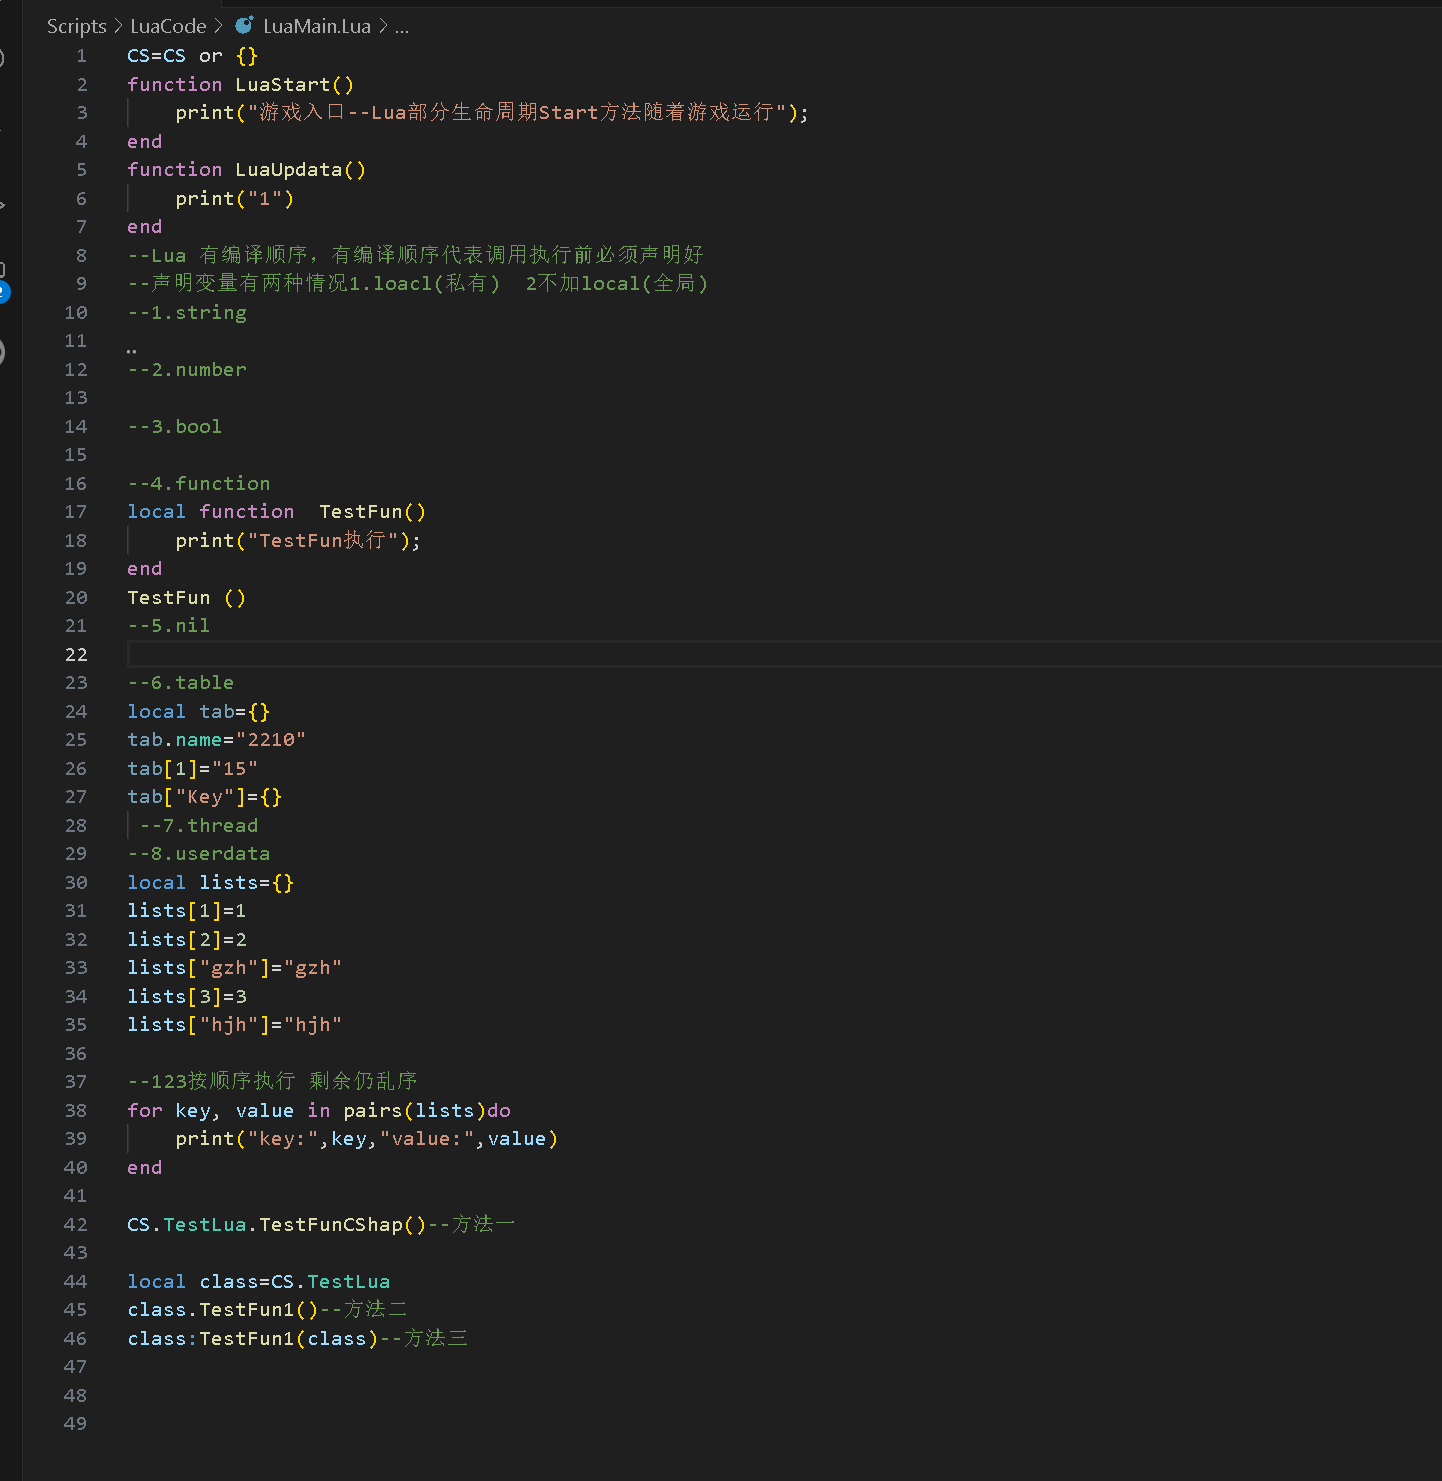 Scripts > LuaCode > LuaMain.Lua > ...
1 CS=CS or {}
2 function LuaStart()
3     print("游戏入口--Lua部分生命周期Start方法随着游戏运行");
4 end
5 function LuaUpdata()
6     print("1")
7 end
8 --Lua 有编译顺序，有编译顺序代表调用执行前必须声明好
9 --声明变量有两种情况1.loacl(私有)  2不加local(全局)
10 --1.string
11 ..
12 --2.number
13
14 --3.bool
15
16 --4.function
17 local function  TestFun()
18     print("TestFun执行");
19 end
20 TestFun ()
21 --5.nil
22
23 --6.table
24 local tab={}
25 tab.name="2210"
26 tab[1]="15"
27 tab["Key"]={}
28  --7.thread
29 --8.userdata
30 local lists={}
31 lists[1]=1
32 lists[2]=2
33 lists["gzh"]="gzh"
34 lists[3]=3
35 lists["hjh"]="hjh"
36
37 --123按顺序执行 剩余仍乱序
38 for key, value in pairs(lists)do
39     print("key:",key,"value:",value)
40 end
41
42 CS.TestLua.TestFunCShap()--方法一
43
44 local class=CS.TestLua
45 class.TestFun1()--方法二
46 class:TestFun1(class)--方法三
47
48
49